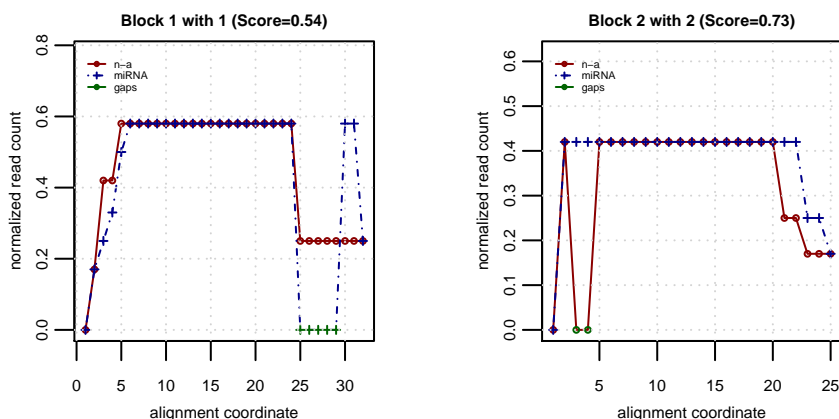 Block 1 with 1 (Score=0.54)
normalized read count
0.0
0.2
0.4
0.6
0.8
n−a
miRNA
gaps
0 5 10 15 20 25 30
alignment coordinate
Block 2 with 2 (Score=0.73)
normalized read count
0.0
0.1
0.2
0.3
0.4
0.5
0.6
n−a
miRNA
gaps
5 10 15 20 25
alignment coordinate